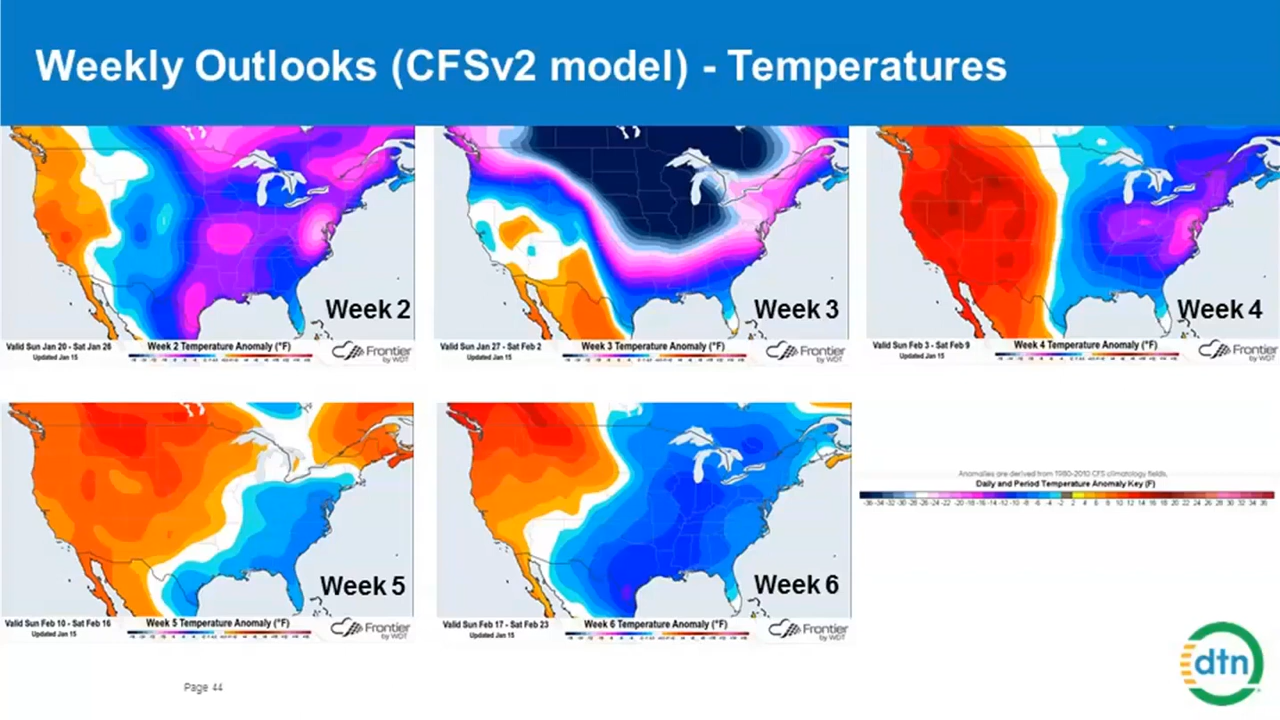 Weekly Outlooks (CFSv2 model) - Temperatures
Week 2
Valid Sun Jan 20 - Sat Jan 26
Updated Jan 15
Week 2 Temperature Anomaly (°F)
Frontier
by WDT
Week 3
Valid Sun Jan 27 - Sat Feb 2
Updated Jan 15
Week 3 Temperature Anomaly (°F)
Frontier
by WDT
Week 4
Valid Sun Feb 3 - Sat Feb 9
Updated Jan 15
Week 4 Temperature Anomaly (°F)
Frontier
by WDT
Week 5
Valid Sun Feb 10 - Sat Feb 16
Updated Jan 15
Week 5 Temperature Anomaly (°F)
Frontier
by WDT
Week 6
Valid Sun Feb 17 - Sat Feb 23
Updated Jan 15
Week 6 Temperature Anomaly (°F)
Frontier
by WDT
Anomalies are derived from 1980-2010 CFS climatology fields.
Daily and Period Temperature Anomaly Key (F)
-36 -34 -32 -30 -28 -26 -24 -22 -20 -18 -16 -14 -12 -10 -8 -6 -4 -2 2 4 6 8 10 12 14 16 18 20 22 24 26 28 30 32 34 36
dtn
Page 44